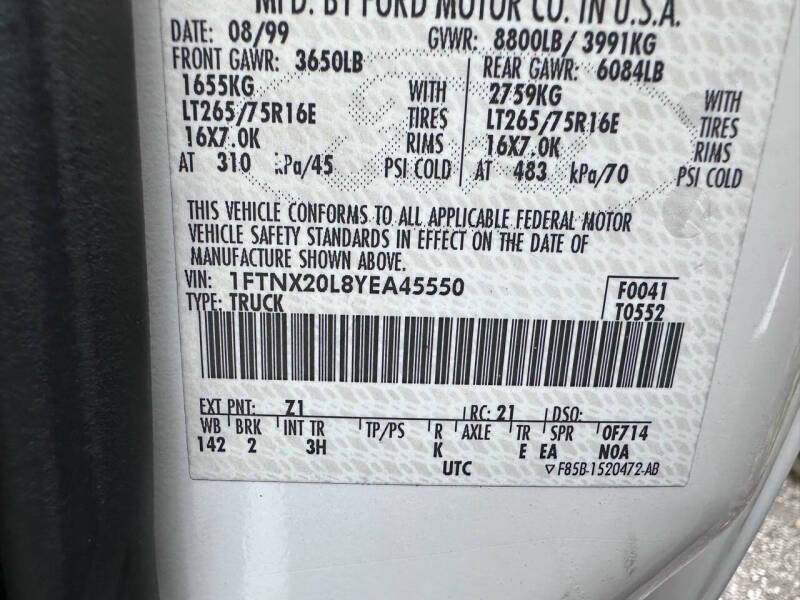 MFD. BY FORD MOTOR CO. IN U.S.A.
DATE: 08/99 GVWR: 8800LB/ 3991KG
FRONT GAWR: 3650LB REAR GAWR: 6084LB
1655KG WITH 2759KG WITH
LT265/75R16E TIRES LT265/75R16E TIRES
16X7.0K RIMS 16X7.0K RIMS
AT 310 kPa/45 PSI COLD AT 483 kPa/70 PSI COLD
THIS VEHICLE CONFORMS TO ALL APPLICABLE FEDERAL MOTOR
VEHICLE SAFETY STANDARDS IN EFFECT ON THE DATE OF
MANUFACTURE SHOWN ABOVE.
VIN: 1FTNX20L8YEA45550 F0041
TYPE: TRUCK T0552
EXT PNT: Z1 RC: 21 DSO:
WB BRK INT TR TP/PS R AXLE TR SPR 0F714
142 2 3H K E EA N0A
UTC ▽F85B-1520472-AB